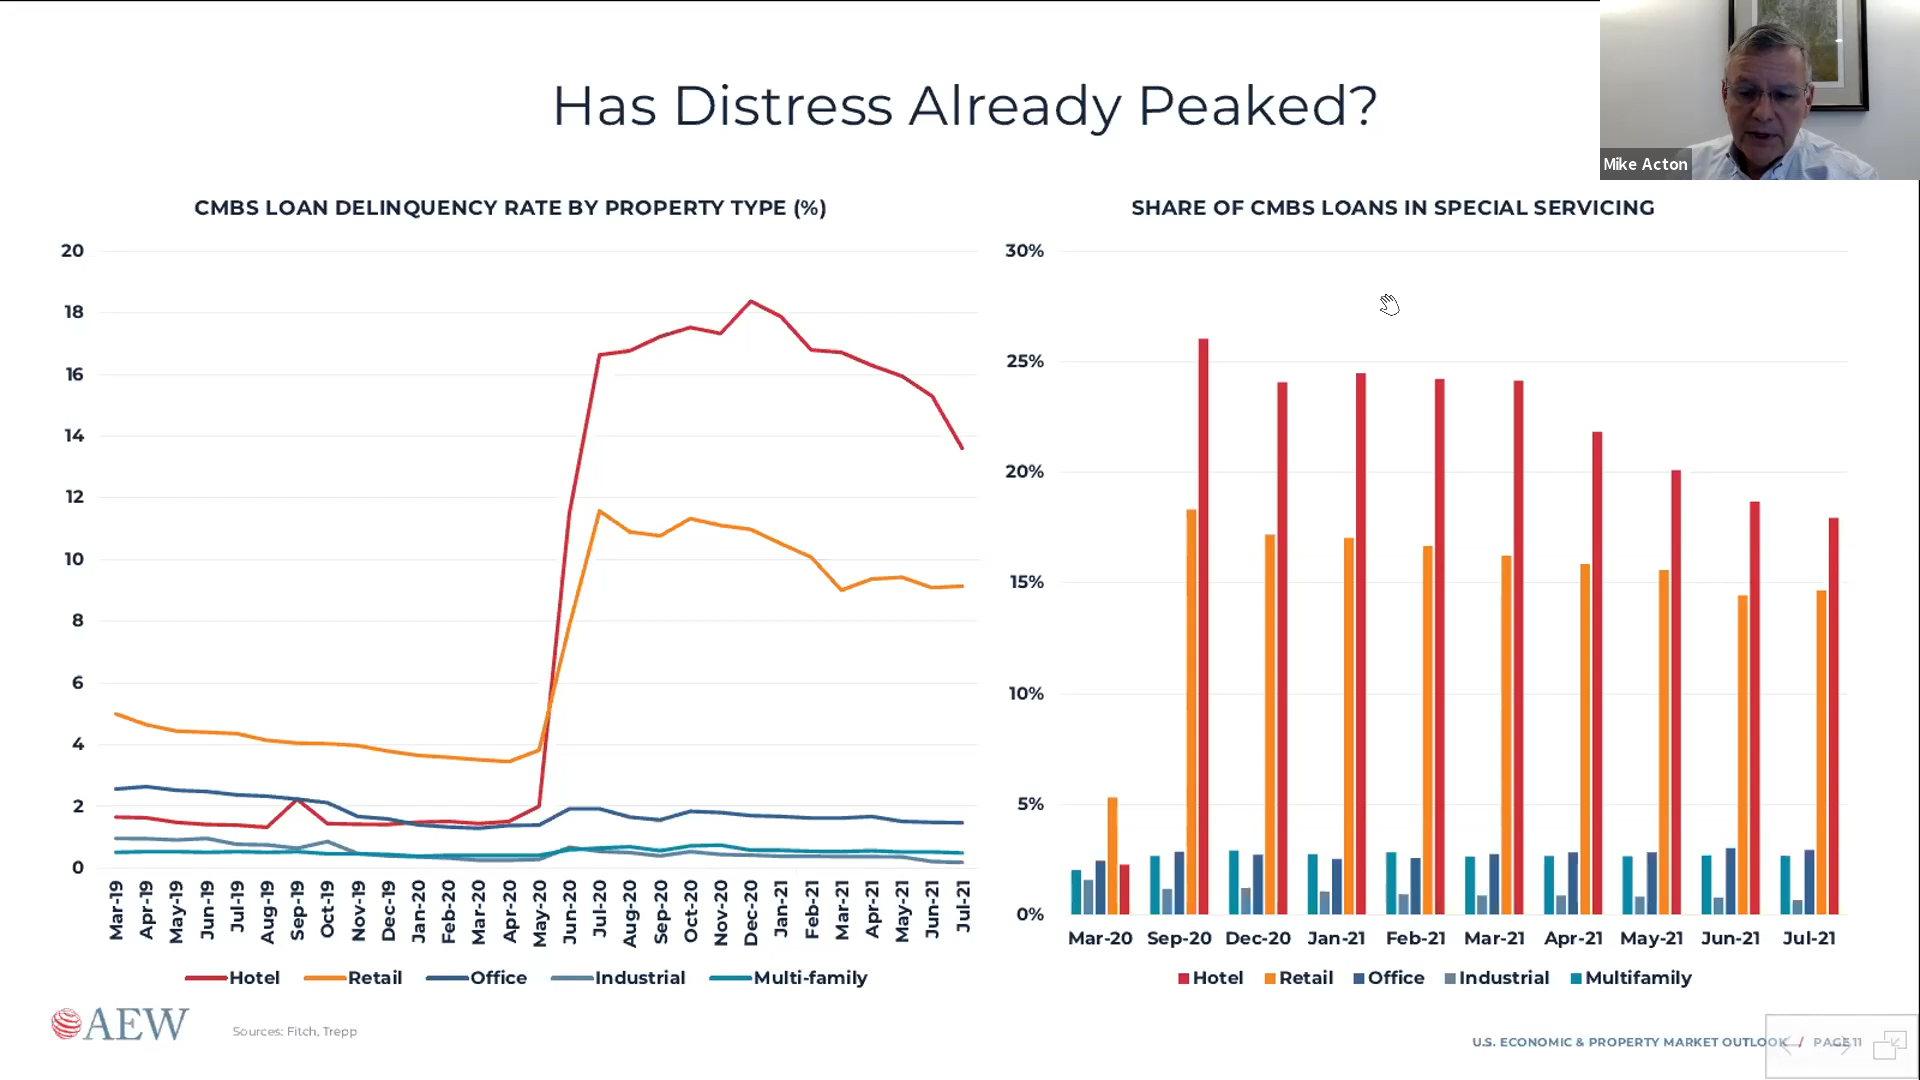 Has Distress Already Peaked?
Mike Acton
CMBS LOAN DELINQUENCY RATE BY PROPERTY TYPE (%)
20
18
16
14
12
10
8
6
4
2
0
Mar-19 Apr-19 May-19 Jun-19 Jul-19 Aug-19 Sep-19 Oct-19 Nov-19 Dec-19 Jan-20 Feb-20 Mar-20 Apr-20 May-20 Jun-20 Jul-20 Aug-20 Sep-20 Oct-20 Nov-20 Dec-20 Jan-21 Feb-21 Mar-21 Apr-21 May-21 Jun-21 Jul-21
Hotel Retail Office Industrial Multi-family
SHARE OF CMBS LOANS IN SPECIAL SERVICING
30%
25%
20%
15%
10%
5%
0%
Mar-20 Sep-20 Dec-20 Jan-21 Feb-21 Mar-21 Apr-21 May-21 Jun-21 Jul-21
Hotel Retail Office Industrial Multifamily
AEW
Sources: Fitch, Trepp
U.S. ECONOMIC & PROPERTY MARKET OUTLOOK / PAGE 11